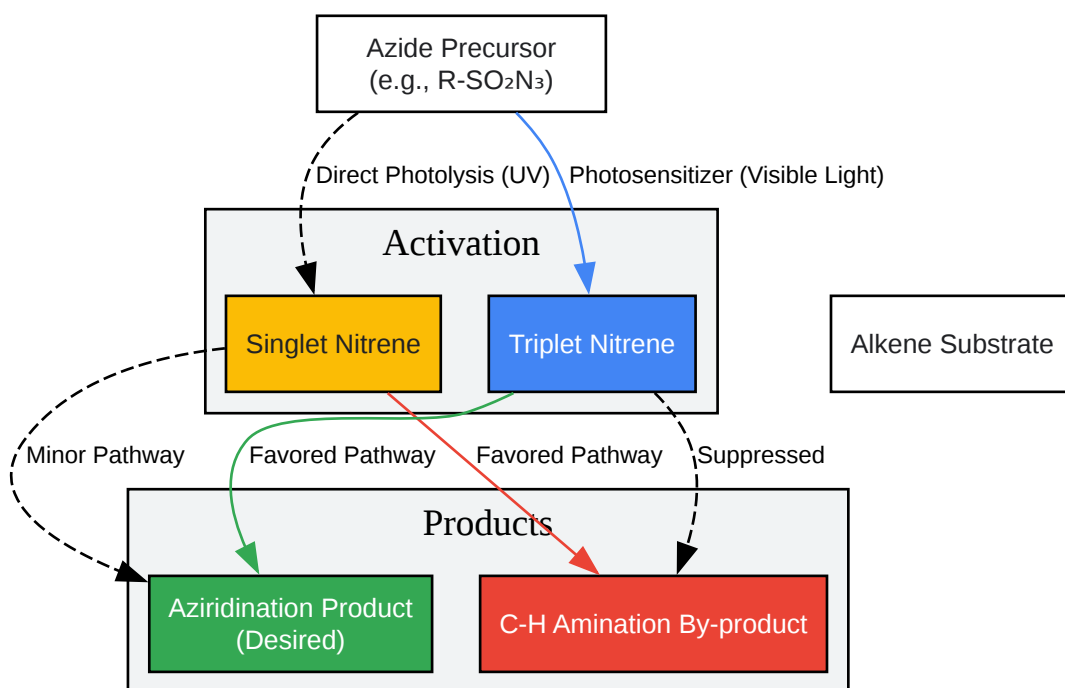 Azide Precursor
(e.g., R-SO₂N₃)
Direct Photolysis (UV)
Photosensitizer (Visible Light)
Activation
Singlet Nitrene
Triplet Nitrene
Alkene Substrate
Minor Pathway
Favored Pathway
Favored Pathway
Suppressed
Products
Aziridination Product
(Desired)
C-H Amination By-product